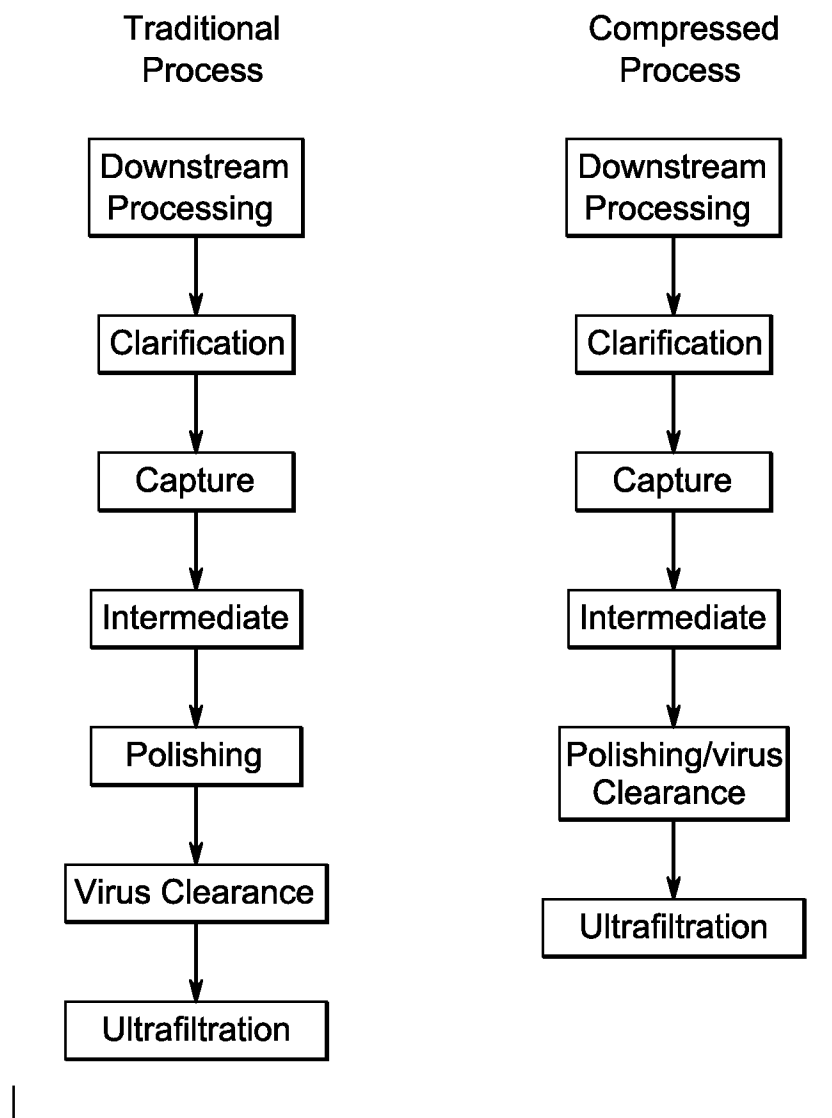 Traditional
Process
Downstream
Processing
Clarification
Capture
Intermediate
Polishing
Virus Clearance
Ultrafiltration
Compressed
Process
Downstream
Processing
Clarification
Capture
Intermediate
Polishing/virus
Clearance
Ultrafiltration